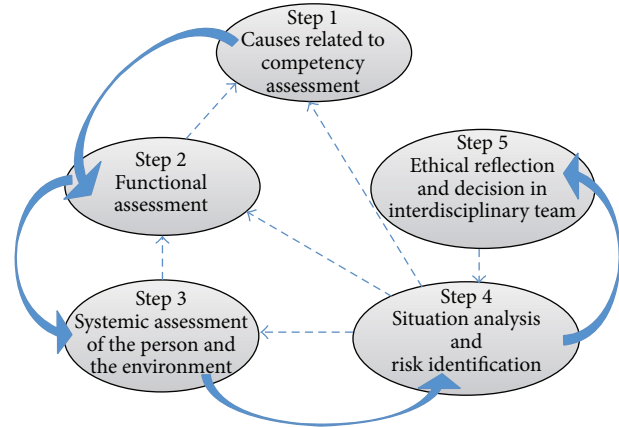 Step 1
Causes related to
competency
assessment
Step 2
Functional
assessment
Step 5
Ethical reflection
and decision in
interdisciplinary team
Step 3
Systemic assessment
of the person and
the environment
Step 4
Situation analysis
and
risk identification